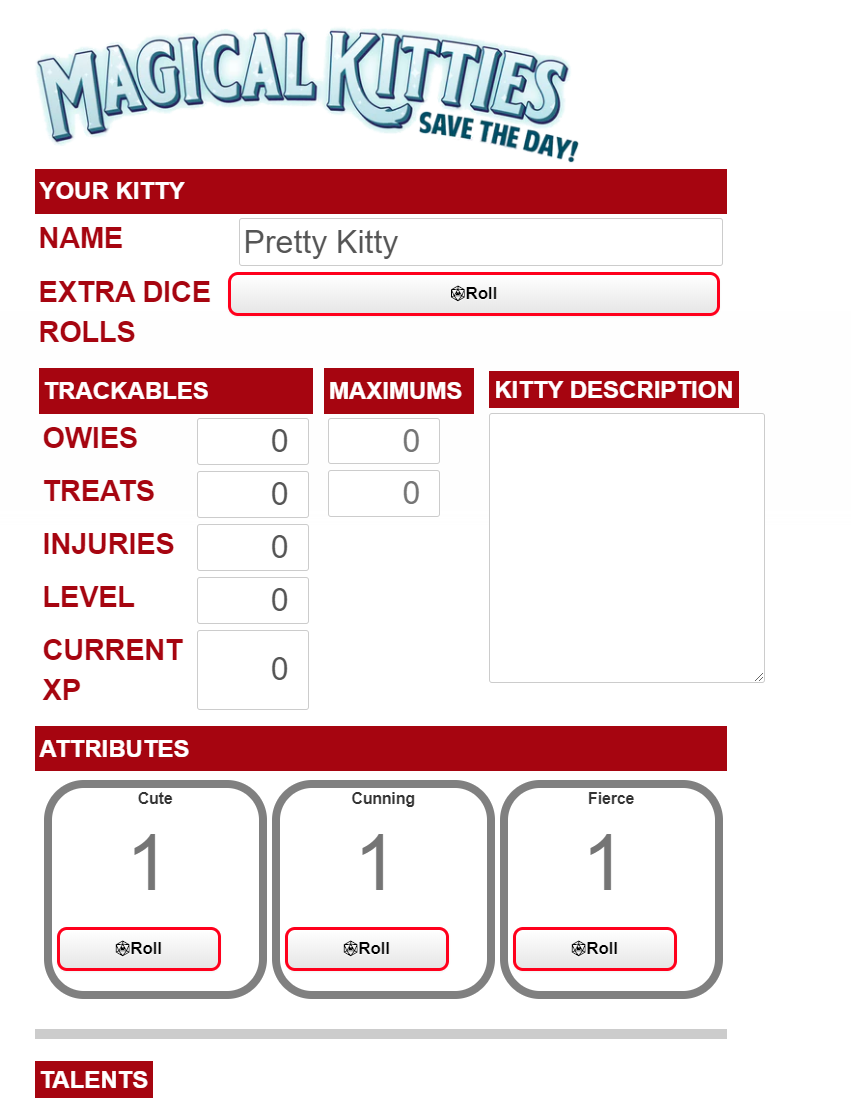 MAGICAL KITTIES
SAVE THE DAY!
YOUR KITTY
NAME
Pretty Kitty
EXTRA DICE
ROLLS
Roll
TRACKABLES
MAXIMUMS
KITTY DESCRIPTION
OWIES
0
0
TREATS
0
0
INJURIES
0
LEVEL
0
CURRENT
XP
0
ATTRIBUTES
Cute
Cunning
Fierce
1
1
1
Roll
Roll
Roll
TALENTS